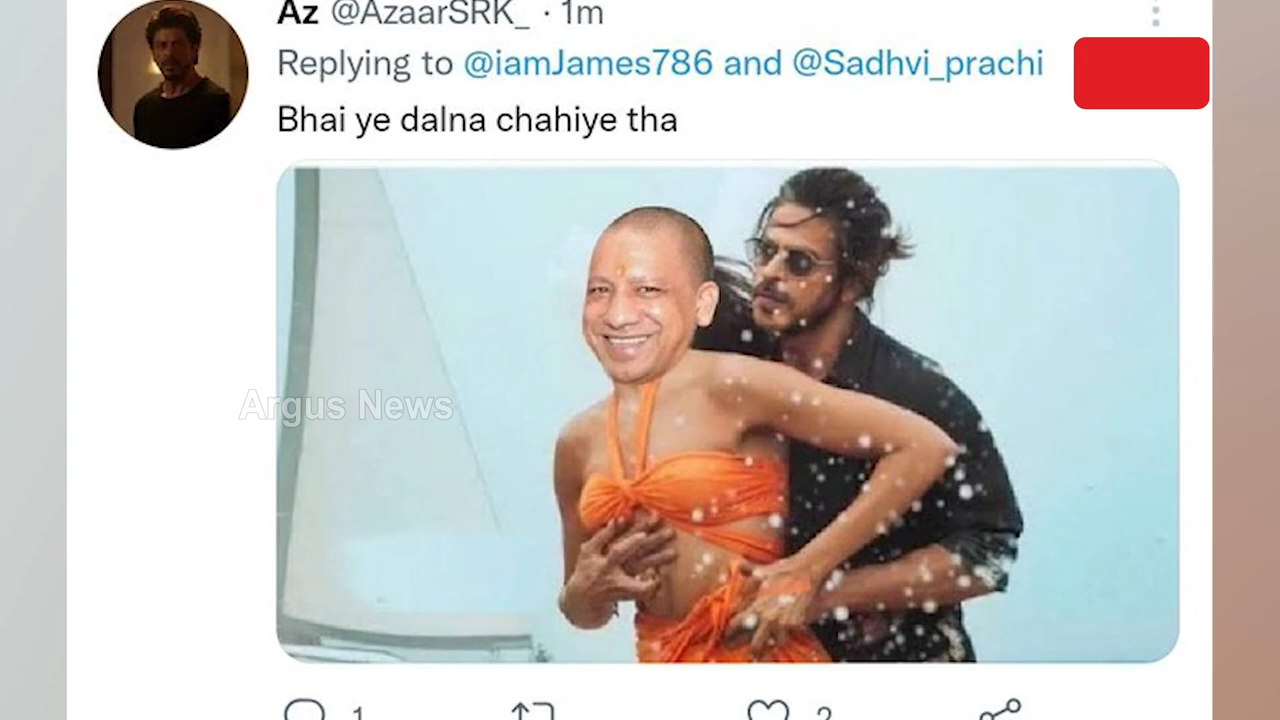 Az @AzaarSRK_ · 1m
Replying to @iamJames786 and @Sadhvi_prachi
Bhai ye dalna chahiye tha
Argus News
1
2